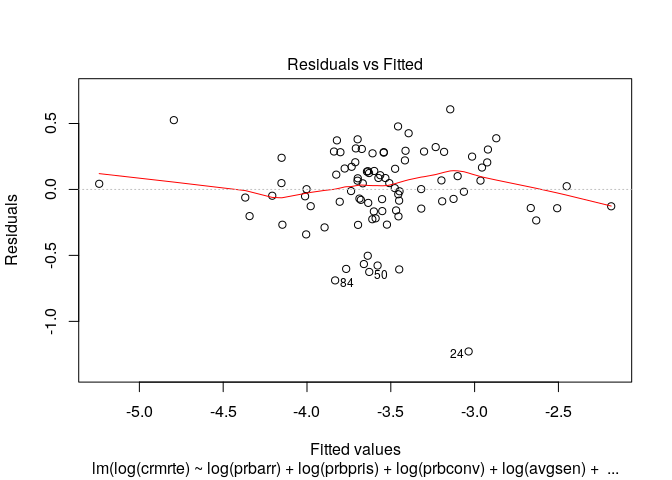 Residuals vs Fitted
Residuals
0.5
0.0
-0.5
-1.0
84
50
24
-5.0 -4.5 -4.0 -3.5 -3.0 -2.5
Fitted values
lm(log(crmrte) ~ log(prbarr) + log(prbpris) + log(prbconv) + log(avgsen) + ...